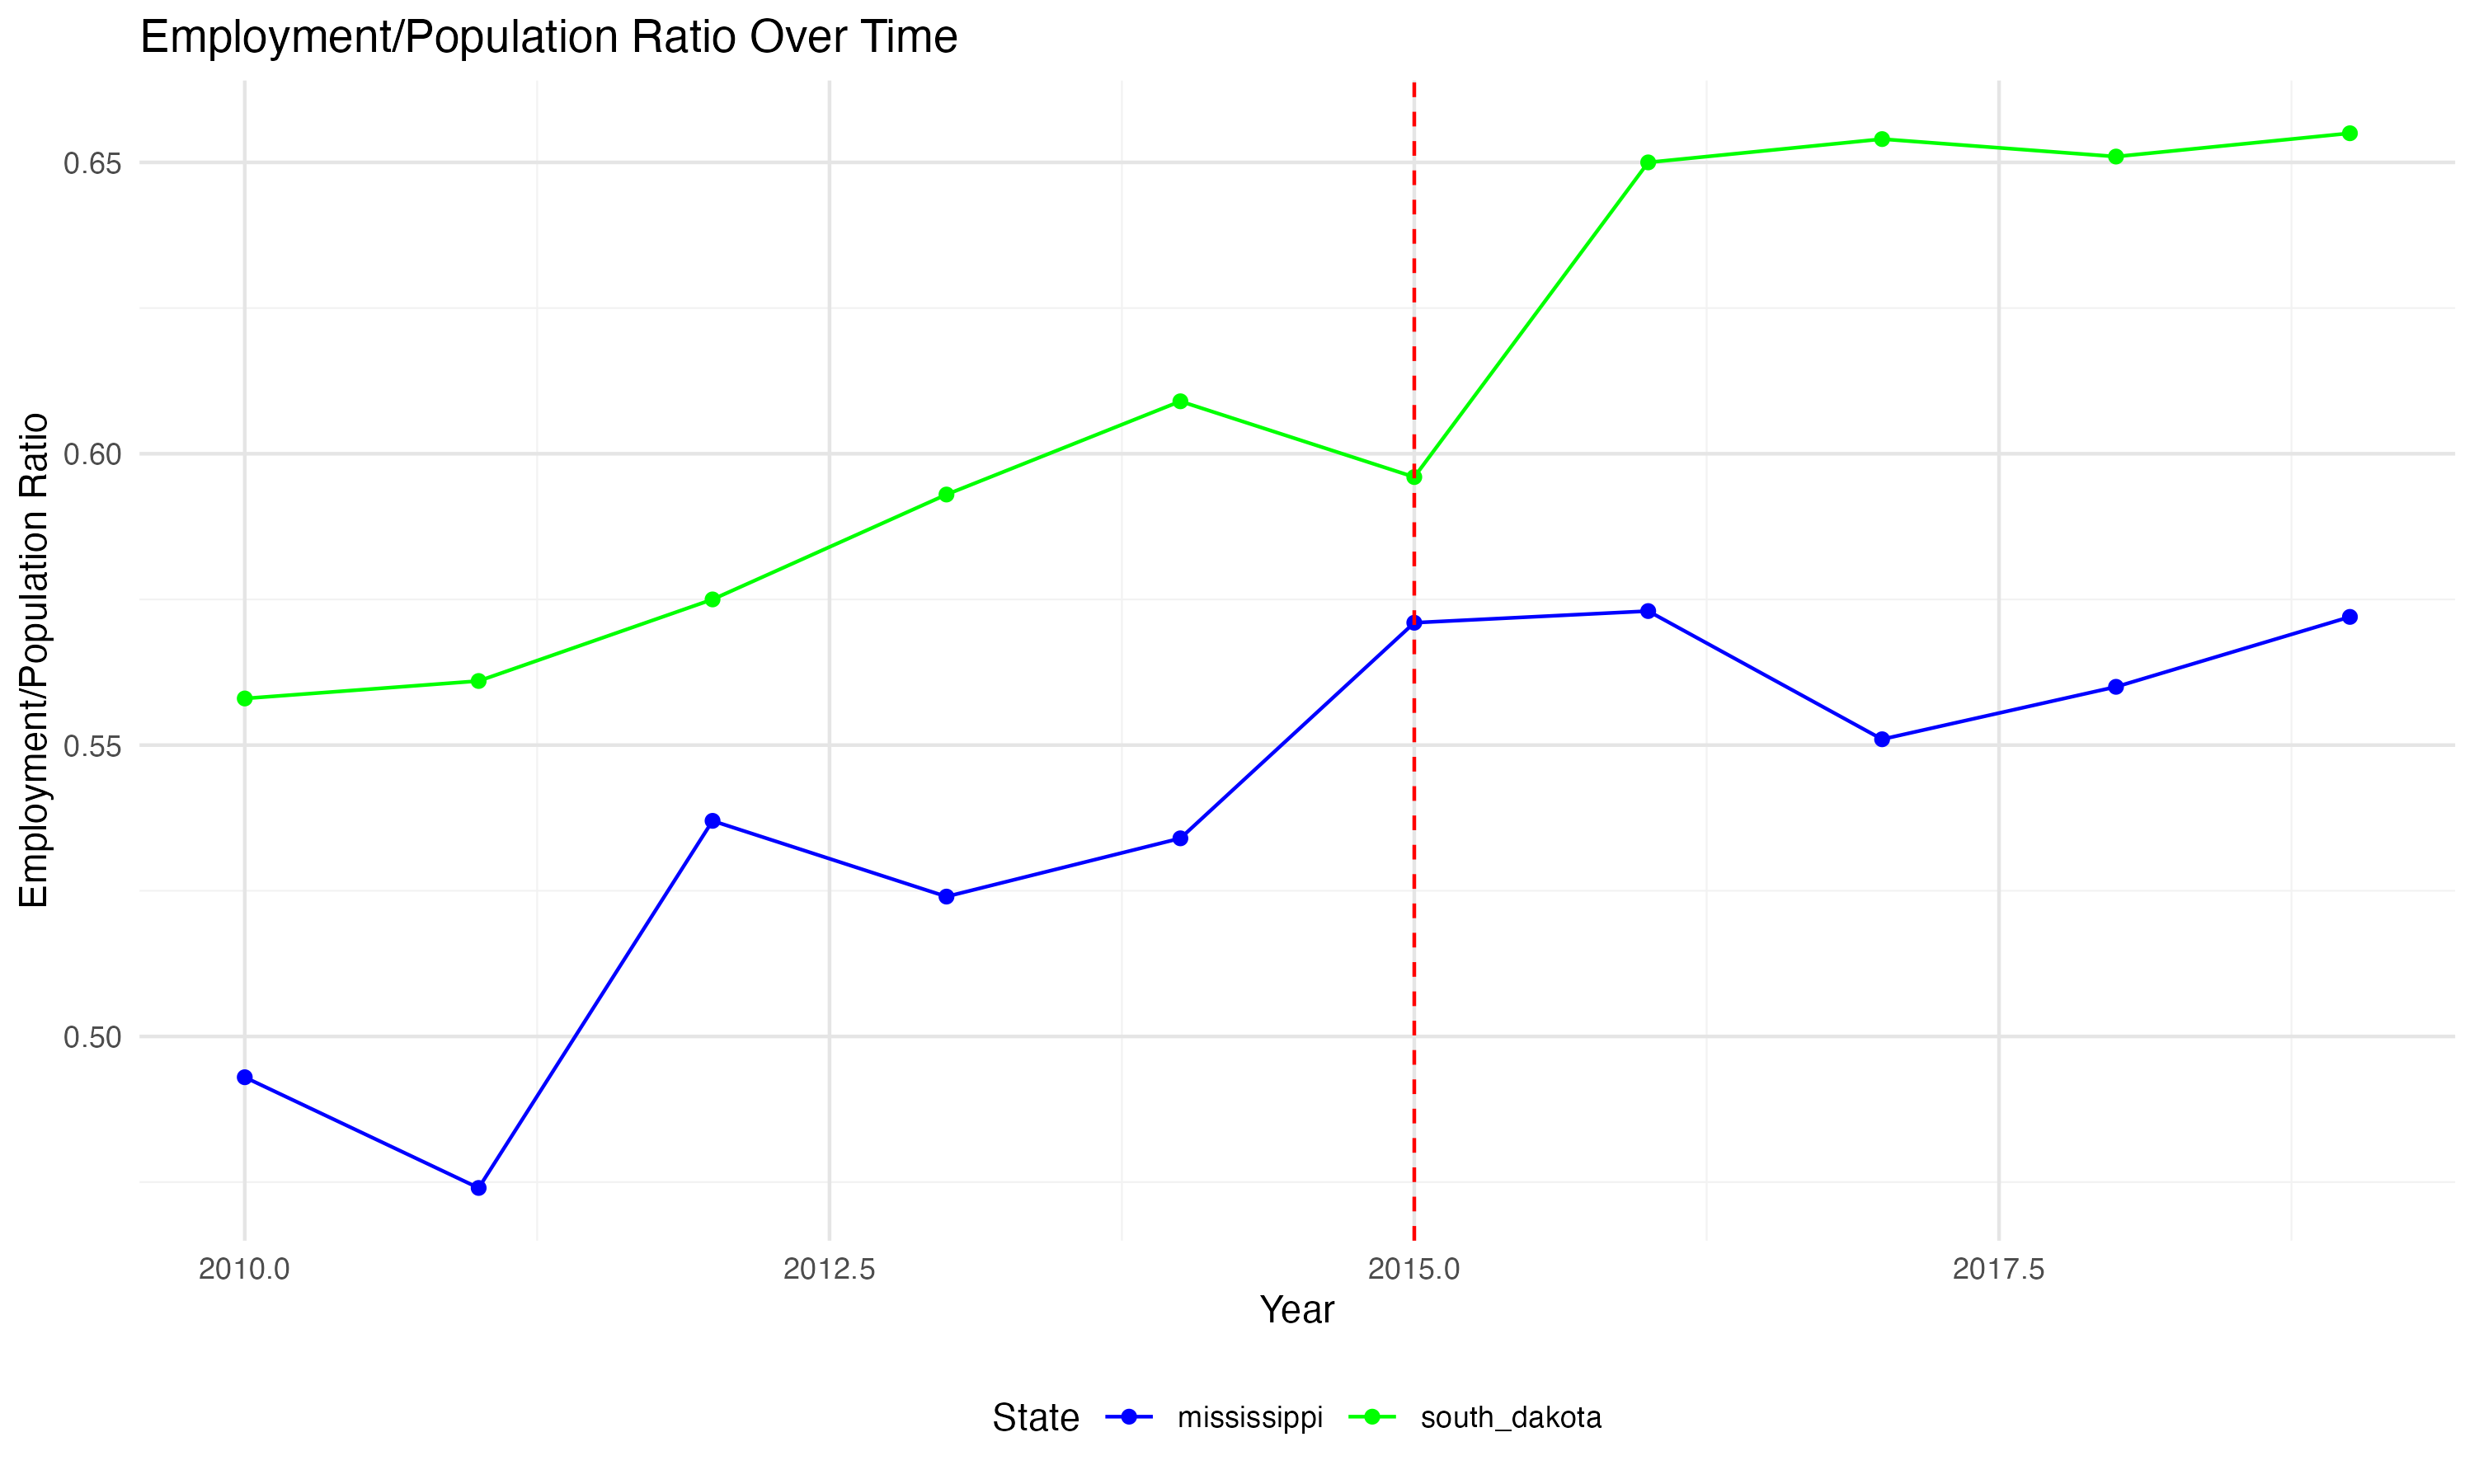 Employment/Population Ratio Over Time
Employment/Population Ratio
0.65
0.60
0.55
0.50
2010.0 2012.5 2015.0 2017.5
Year
State mississippi south_dakota